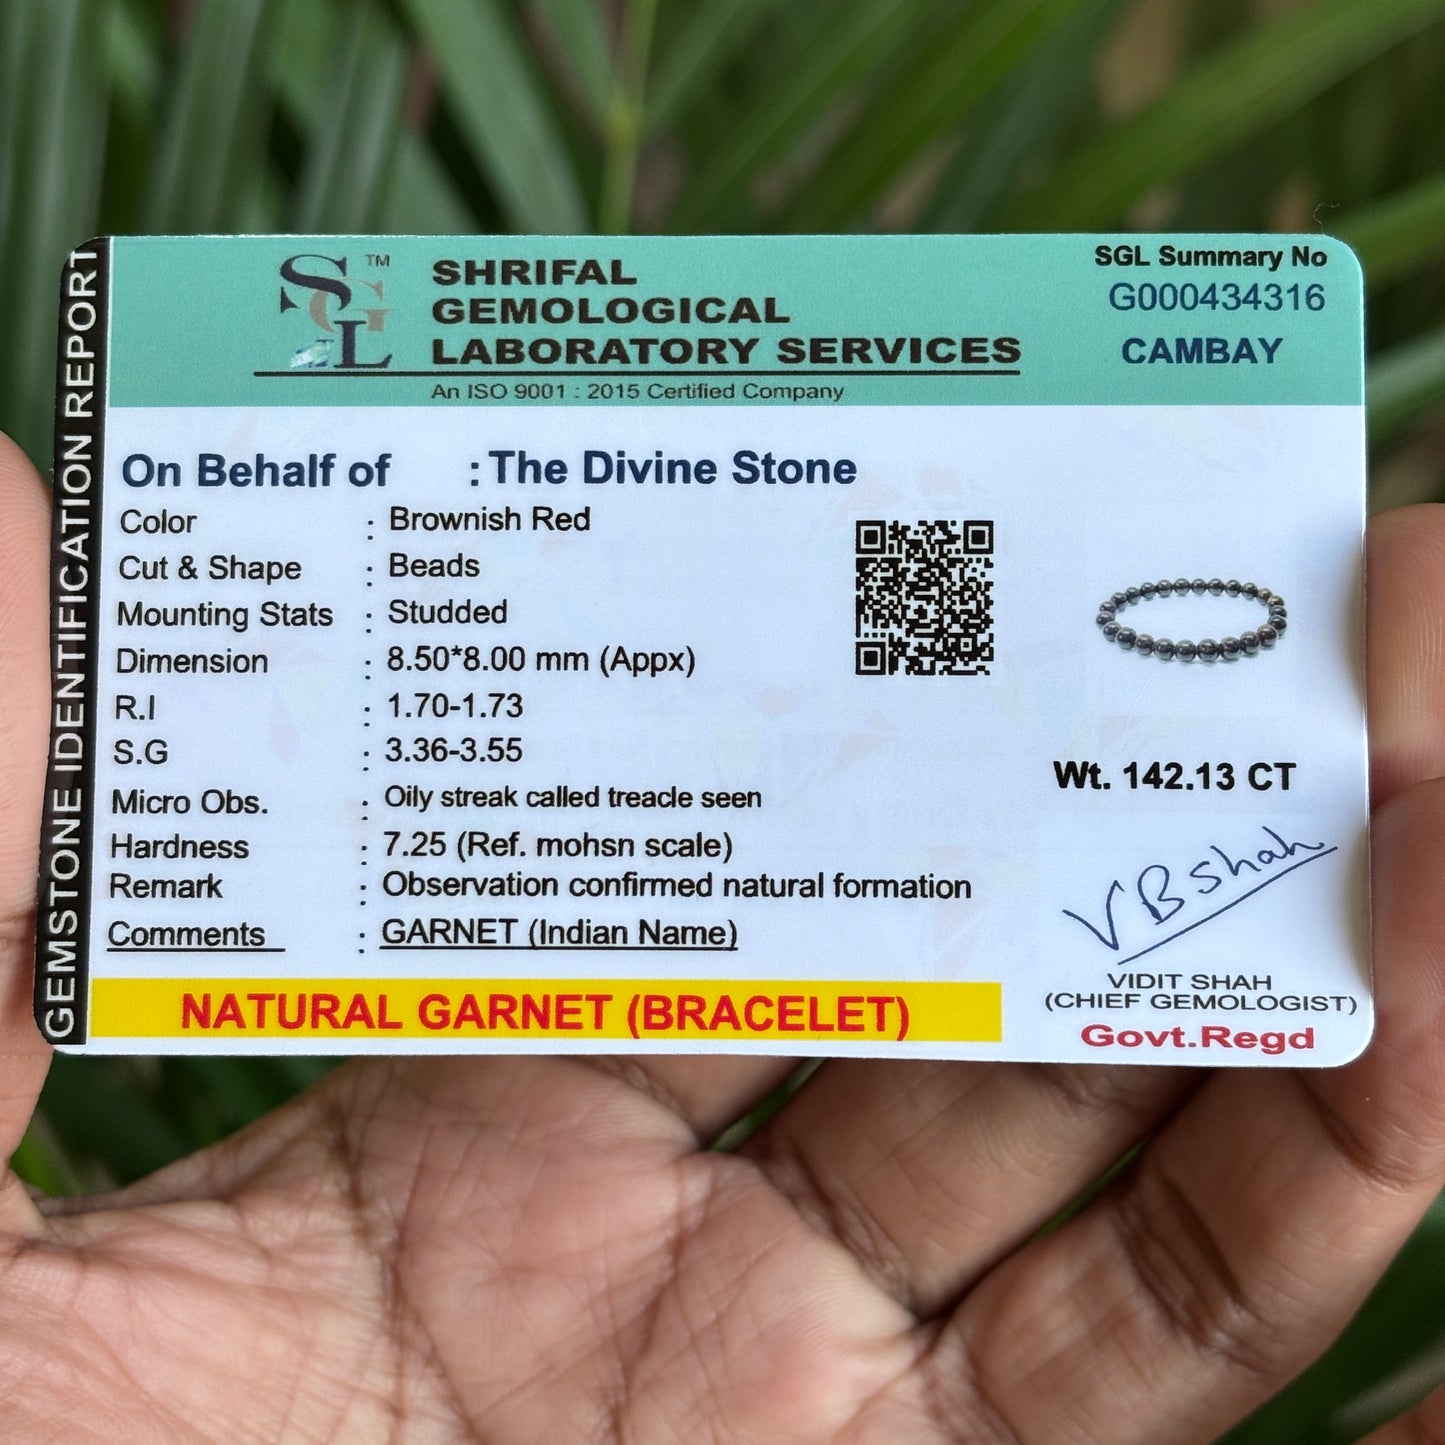 GEMSTONE IDENTIFICATION REPORT
SGL ™
SHRIFAL
GEMOLOGICAL
LABORATORY SERVICES
An ISO 9001 : 2015 Certified Company
SGL Summary No
G000434316
CAMBAY
On Behalf of : The Divine Stone
Color : Brownish Red
Cut & Shape : Beads
Mounting Stats : Studded
Dimension : 8.50*8.00 mm (Appx)
R.I : 1.70-1.73
S.G : 3.36-3.55
Micro Obs. : Oily streak called treacle seen
Hardness : 7.25 (Ref. mohsn scale)
Remark : Observation confirmed natural formation
Comments : GARNET (Indian Name)
NATURAL GARNET (BRACELET)
Wt. 142.13 CT
V B Shah
VIDIT SHAH
(CHIEF GEMOLOGIST)
Govt.Regd